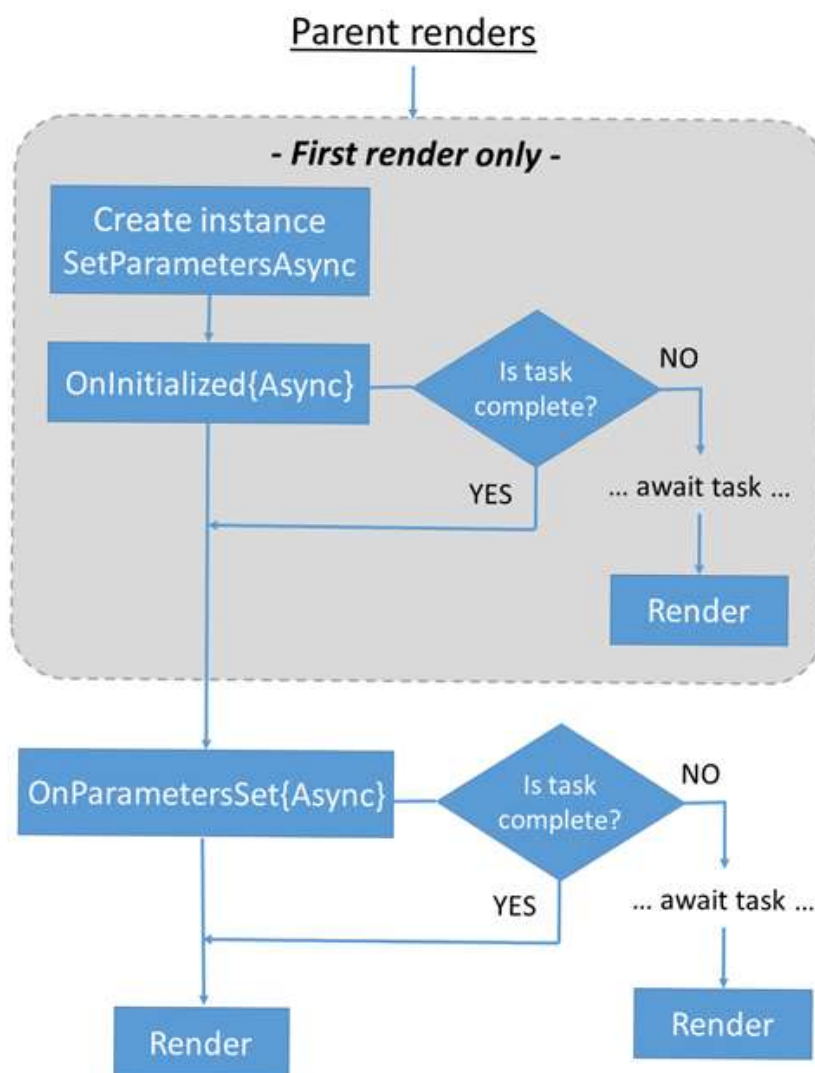 Parent renders
- First render only -
Create instance
SetParametersAsync
OnInitialized{Async}
Is task
complete?
NO
YES
... await task ...
Render
OnParametersSet{Async}
Is task
complete?
NO
YES
... await task ...
Render
Render